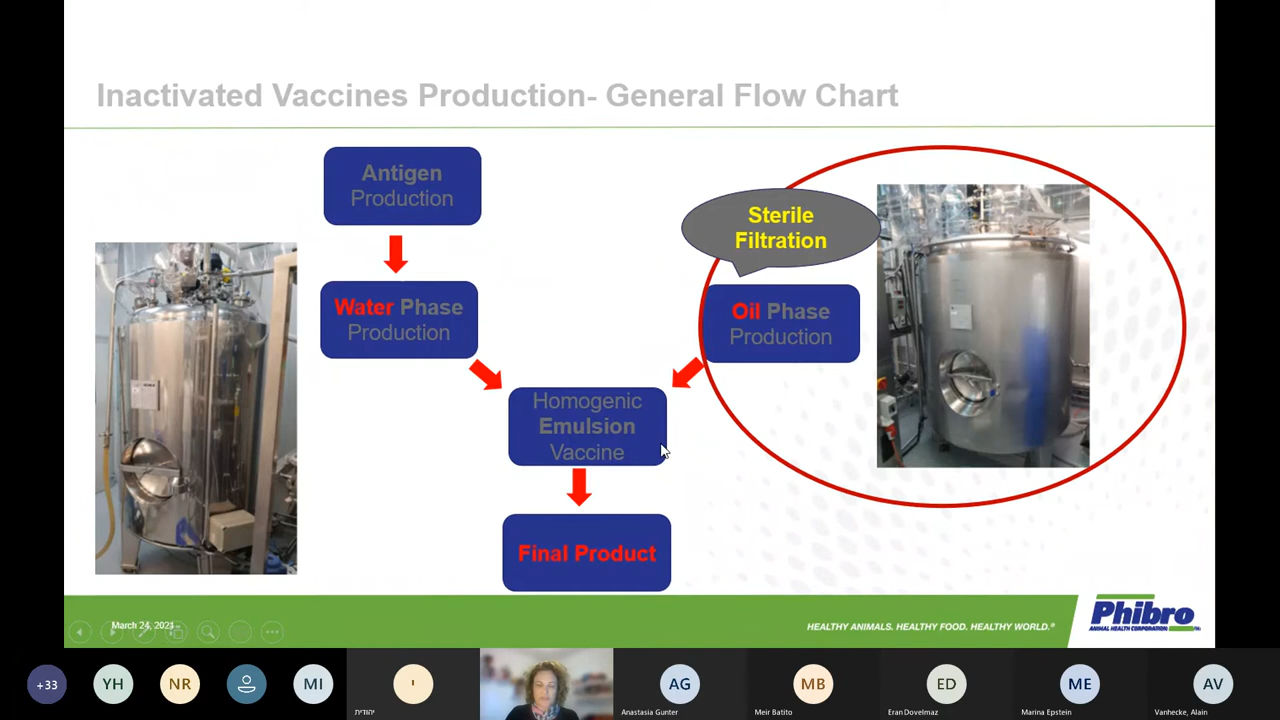 Inactivated Vaccines Production- General Flow Chart
Antigen
Production
Sterile
Filtration
Water Phase
Production
Oil Phase
Production
Homogenic
Emulsion
Vaccine
Final Product
March 24, 2021
HEALTHY ANIMALS. HEALTHY FOOD. HEALTHY WORLD.®
Phibro
ANIMAL HEALTH CORPORATION
+33
YH
NR
MI
י
יהודית
AG
Anastasia Gunter
MB
Meir Batito
ED
Eran Dovelmaz
ME
Marina Epstein
AV
Vanhecke, Alain